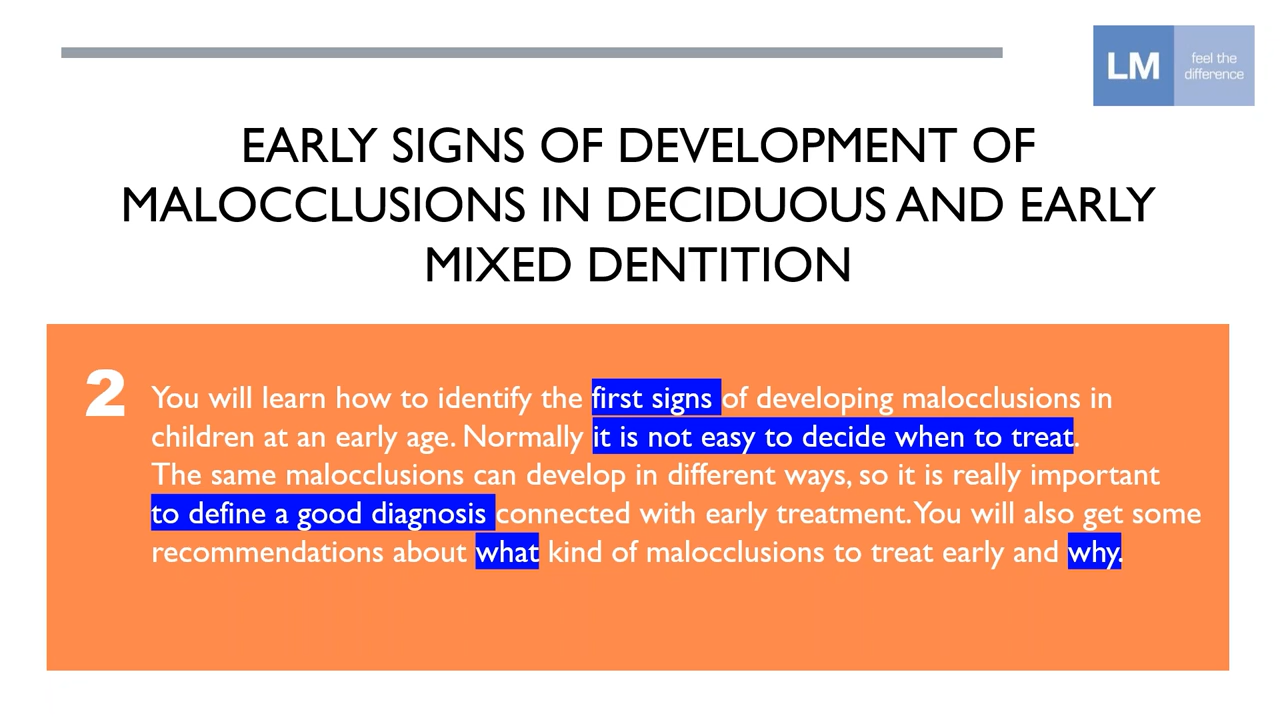 LM feel the
difference
EARLY SIGNS OF DEVELOPMENT OF
MALOCCLUSIONS IN DECIDUOUS AND EARLY
MIXED DENTITION
2 You will learn how to identify the first signs of developing malocclusions in
children at an early age. Normally it is not easy to decide when to treat.
The same malocclusions can develop in different ways, so it is really important
to define a good diagnosis connected with early treatment. You will also get some
recommendations about what kind of malocclusions to treat early and why.